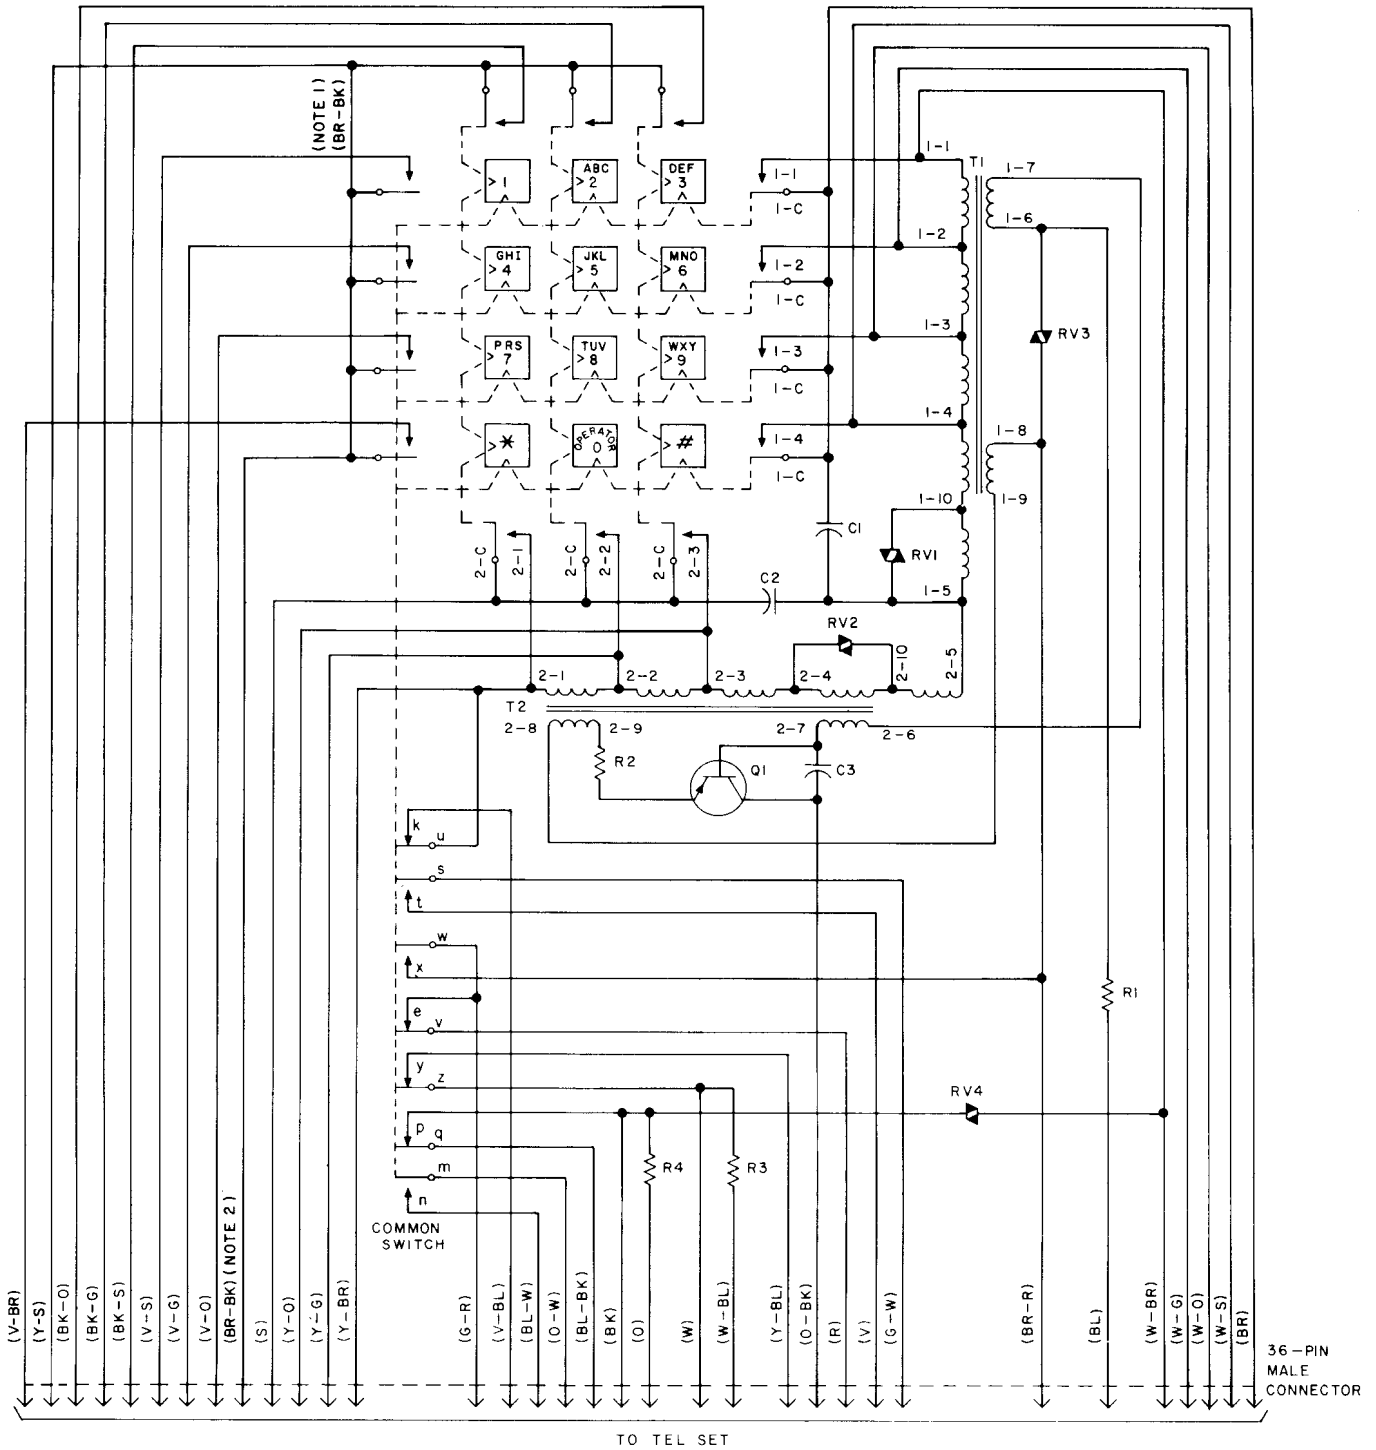 (NOTE 1)
(BR-BK)
1
ABC
2
DEF
3
GHI
4
JKL
5
MNO
6
PRS
7
TUV
8
WXY
9
*
OPERATOR
0
#
1-1
1-C
1-2
1-C
1-3
1-C
1-4
1-C
1-1
T1
1-7
1-6
1-2
1-3
RV3
1-4
1-8
1-9
1-10
C1
RV1
1-5
2-C
2-1
2-C
2-2
2-C
2-3
C2
RV2
2-10
2-5
2-1
2-2
2-3
2-4
T2
2-8
2-9
2-7
2-6
R2
Q1
C3
k
u
s
t
w
x
R1
e
v
y
z
RV4
p
q
R4
R3
m
n
COMMON
SWITCH
(V-BR)
(Y-S)
(BK-O)
(BK-G)
(BK-S)
(V-S)
(V-G)
(V-O)
(BR-BK) (NOTE 2)
(S)
(Y-O)
(Y-G)
(Y-BR)
(G-R)
(V-BL)
(BL-W)
(O-W)
(BL-BK)
(BK)
(O)
(W)
(W-BL)
(Y-BL)
(O-BK)
(R)
(V)
(G-W)
(BR-R)
(BL)
(W-BR)
(W-G)
(W-O)
(W-S)
(BR)
36-PIN
MALE
CONNECTOR
TO TEL SET